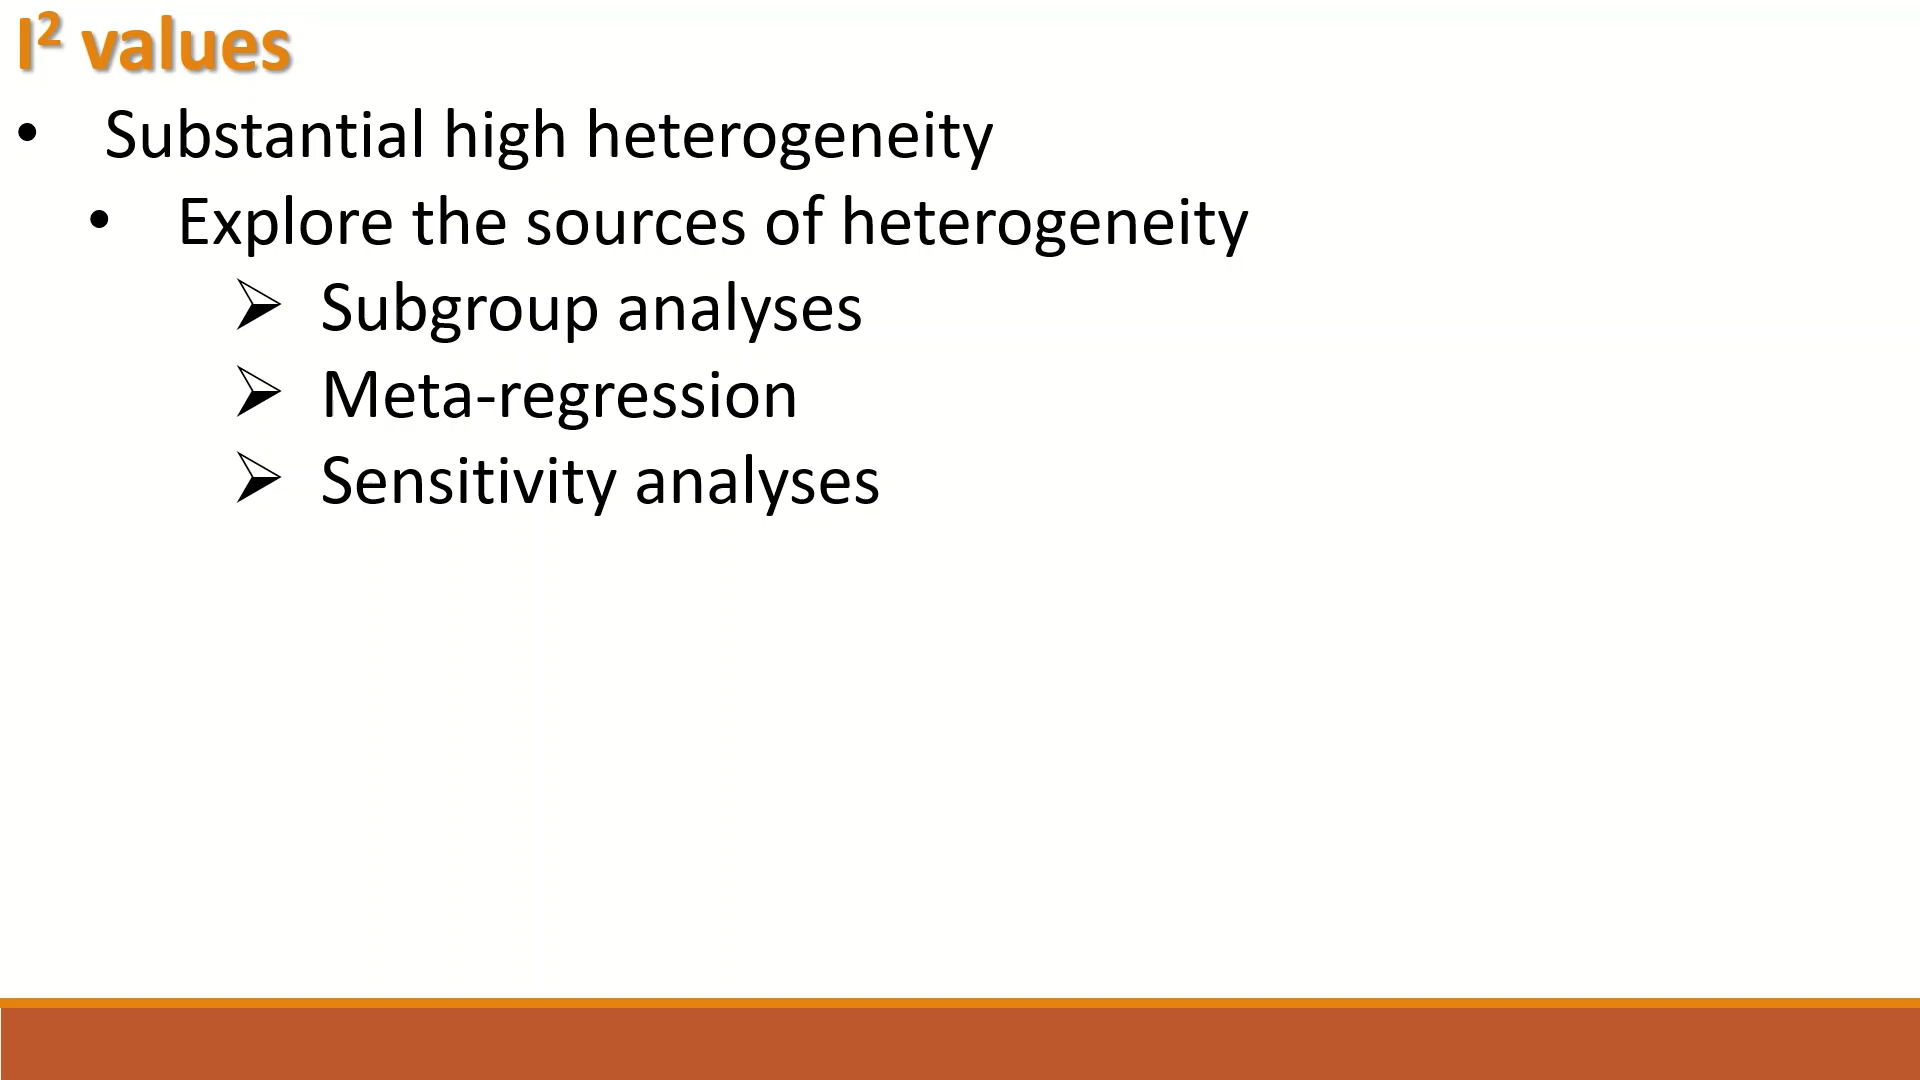 I² values
• Substantial high heterogeneity
• Explore the sources of heterogeneity
➢ Subgroup analyses
➢ Meta-regression
➢ Sensitivity analyses